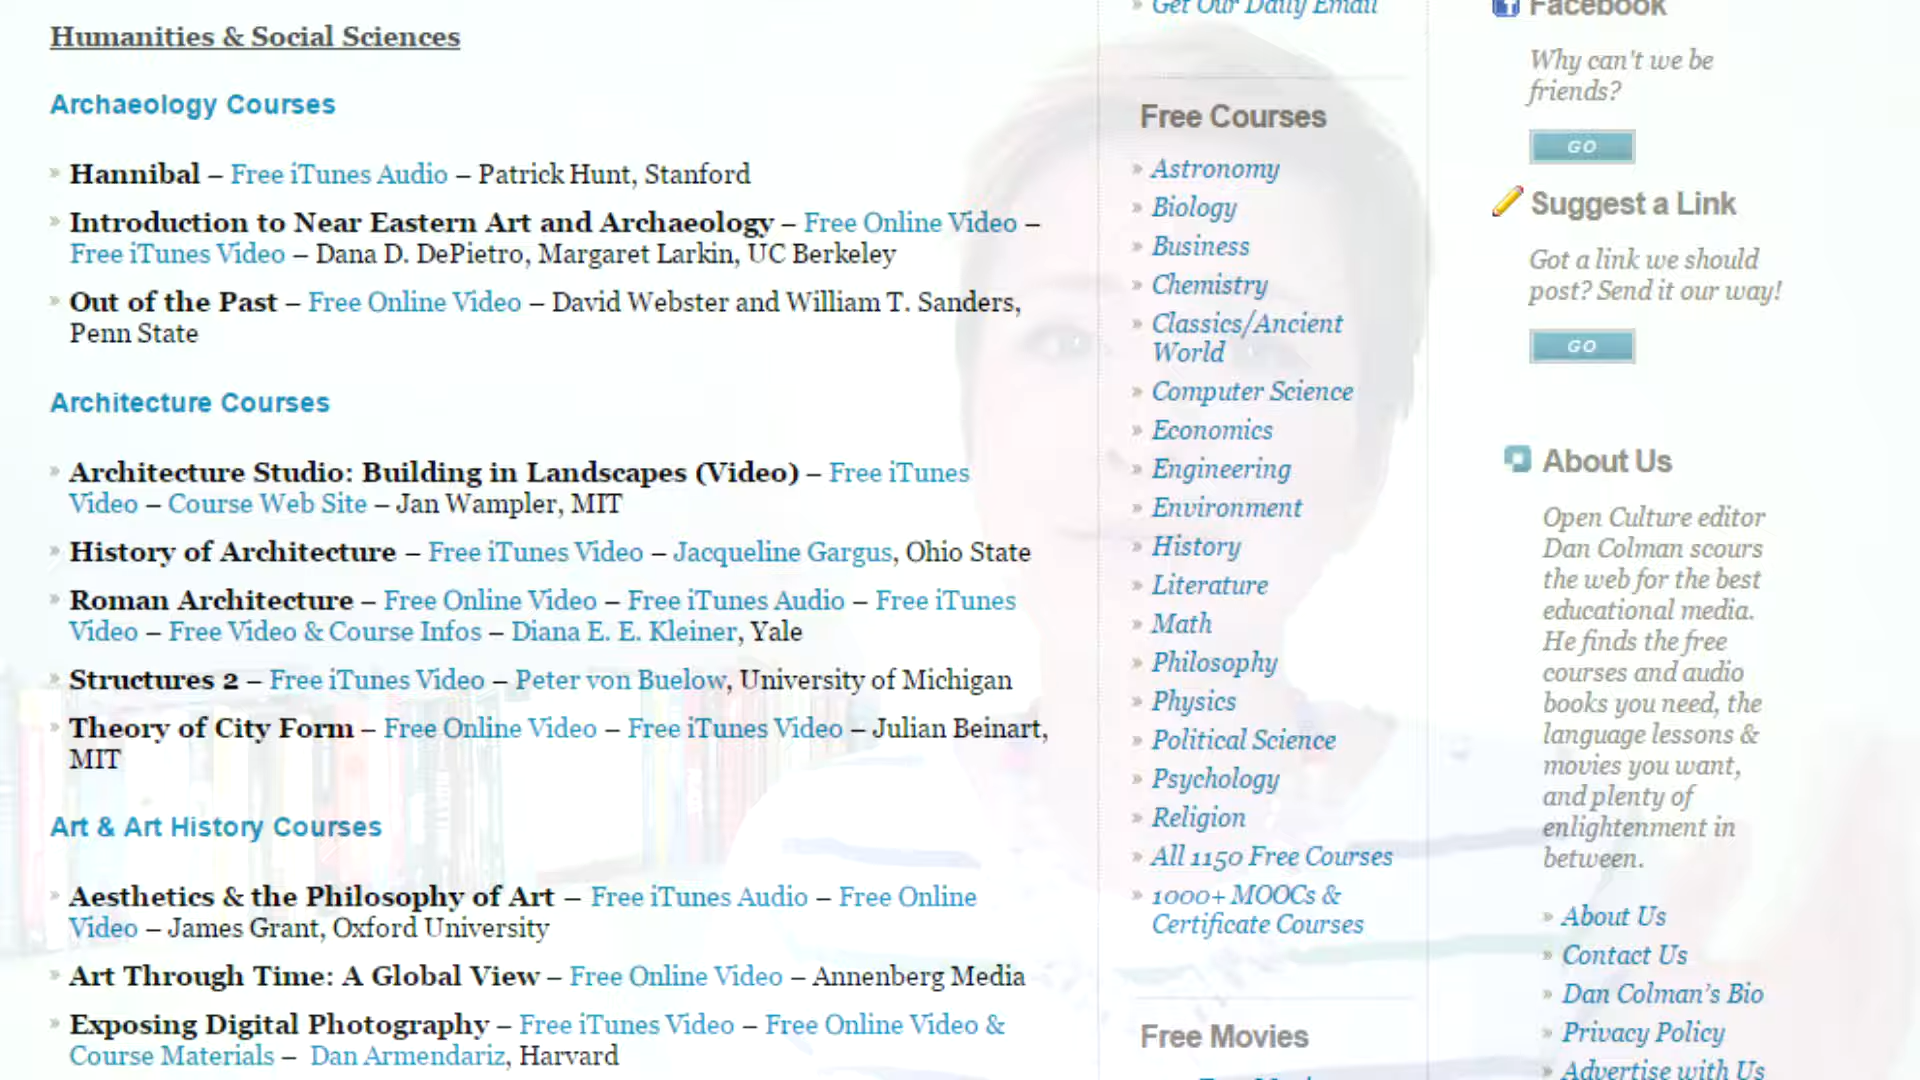 Humanities & Social Sciences
Archaeology Courses
» Hannibal – Free iTunes Audio – Patrick Hunt, Stanford
» Introduction to Near Eastern Art and Archaeology – Free Online Video –
Free iTunes Video – Dana D. DePietro, Margaret Larkin, UC Berkeley
» Out of the Past – Free Online Video – David Webster and William T. Sanders,
Penn State
Architecture Courses
» Architecture Studio: Building in Landscapes (Video) – Free iTunes
Video – Course Web Site – Jan Wampler, MIT
» History of Architecture – Free iTunes Video – Jacqueline Gargus, Ohio State
» Roman Architecture – Free Online Video – Free iTunes Audio – Free iTunes
Video – Free Video & Course Infos – Diana E. E. Kleiner, Yale
» Structures 2 – Free iTunes Video – Peter von Buelow, University of Michigan
» Theory of City Form – Free Online Video – Free iTunes Video – Julian Beinart,
MIT
Art & Art History Courses
» Aesthetics & the Philosophy of Art – Free iTunes Audio – Free Online
Video – James Grant, Oxford University
» Art Through Time: A Global View – Free Online Video – Annenberg Media
» Exposing Digital Photography – Free iTunes Video – Free Online Video &
Course Materials – Dan Armendariz, Harvard
» Get Our Daily Email
Free Courses
» Astronomy
» Biology
» Business
» Chemistry
» Classics/Ancient
World
» Computer Science
» Economics
» Engineering
» Environment
» History
» Literature
» Math
» Philosophy
» Physics
» Political Science
» Psychology
» Religion
» All 1150 Free Courses
» 1000+ MOOCs &
Certificate Courses
Free Movies
Facebook
Why can't we be
friends?
GO
Suggest a Link
Got a link we should
post? Send it our way!
GO
About Us
Open Culture editor
Dan Colman scours
the web for the best
educational media.
He finds the free
courses and audio
books you need, the
language lessons &
movies you want,
and plenty of
enlightenment in
between.
» About Us
» Contact Us
» Dan Colman's Bio
» Privacy Policy
» Advertise with Us